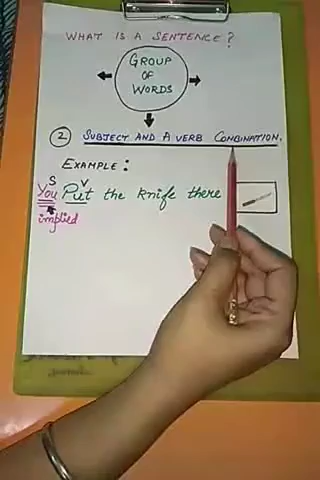 WHAT IS A SENTENCE?
GROUP
OF
WORDS
② SUBJECT AND A VERB COMBINATION.
EXAMPLE:
S V
You Put the knife there
implied